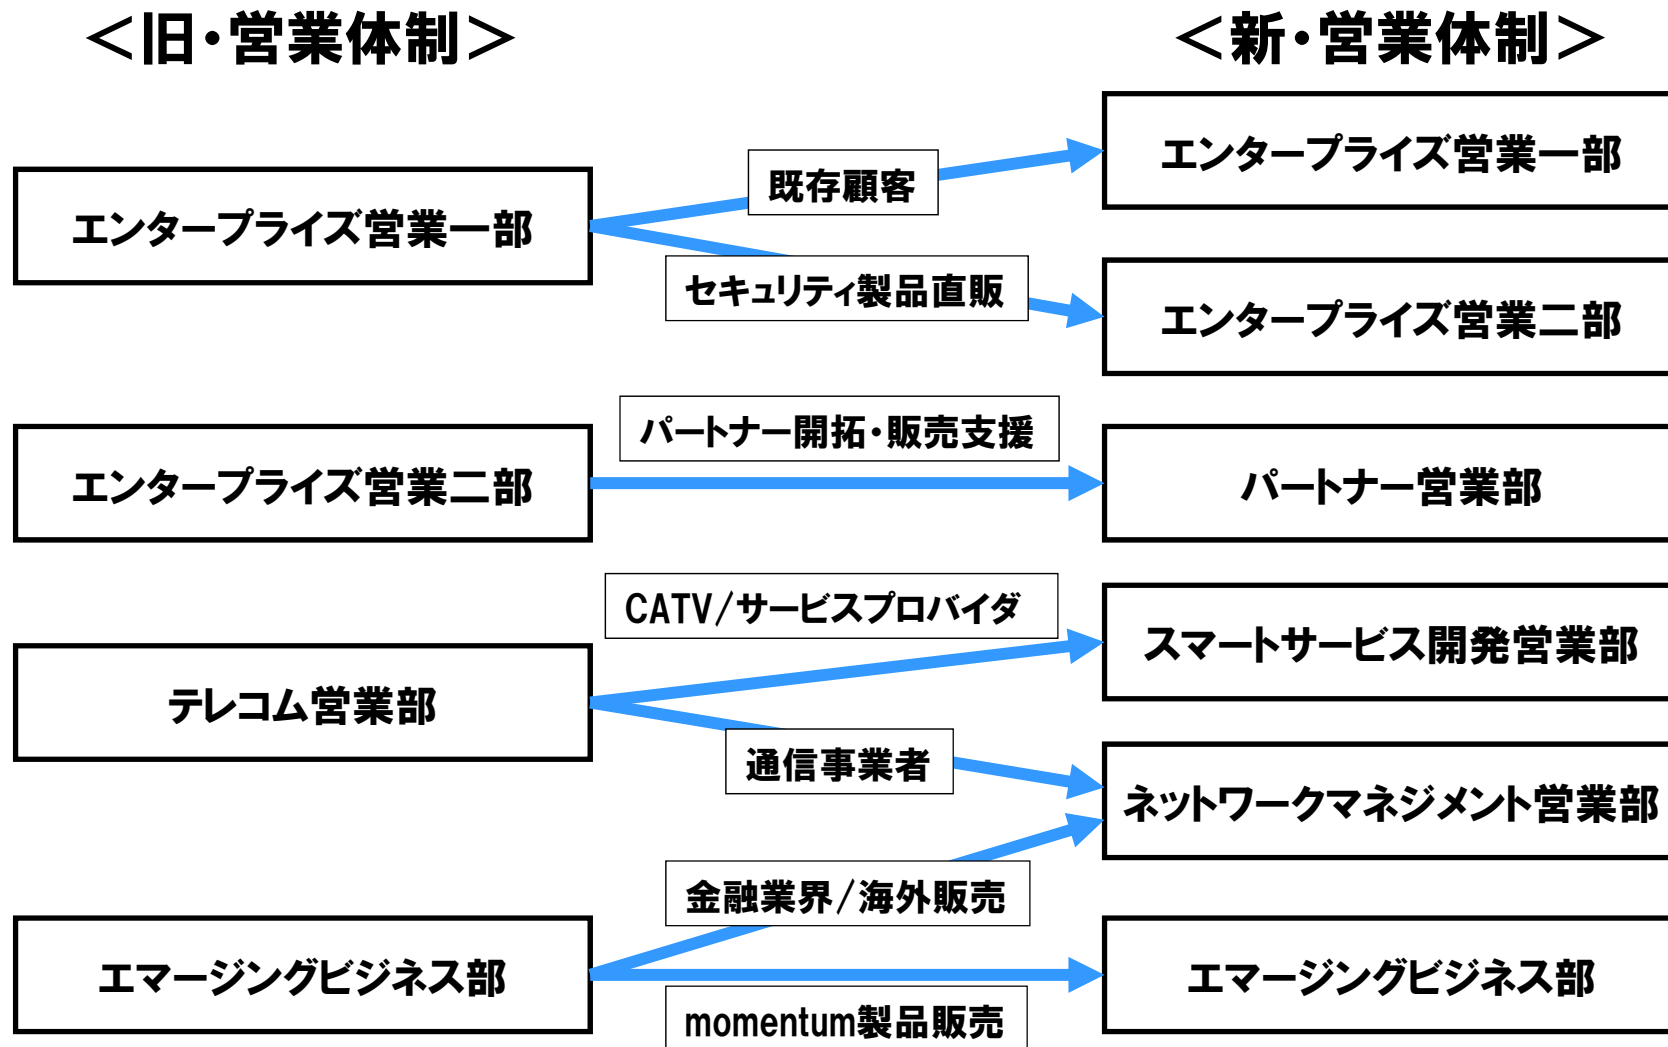 ＜旧・営業体制＞
＜新・営業体制＞
エンタープライズ営業一部
既存顧客
エンタープライズ営業一部
セキュリティ製品直販
エンタープライズ営業二部
エンタープライズ営業二部
パートナー開拓・販売支援
パートナー営業部
テレコム営業部
CATV/サービスプロバイダ
スマートサービス開発営業部
通信事業者
ネットワークマネジメント営業部
エマージングビジネス部
金融業界/海外販売
momentum製品販売
エマージングビジネス部